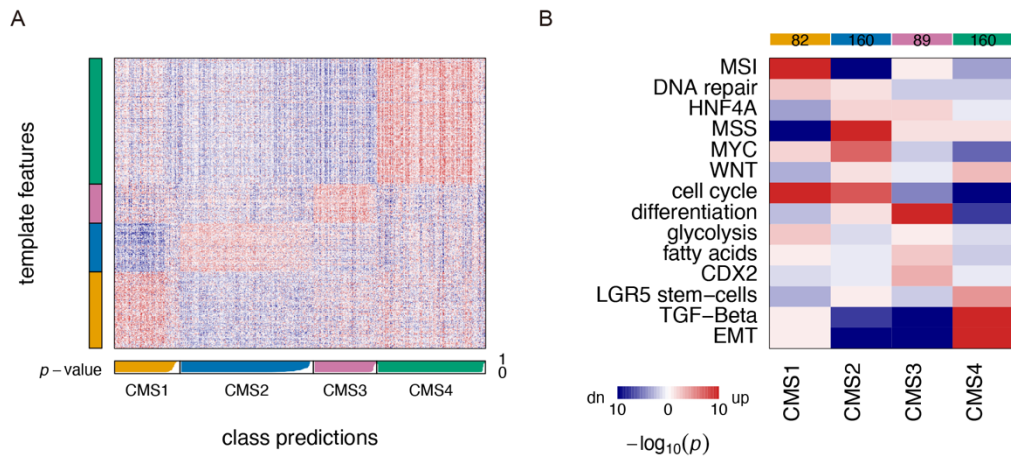 A
template features
p – value
1
0
CMS1
CMS2
CMS3
CMS4
class predictions
B
82
160
89
160
MSI
DNA repair
HNF4A
MSS
MYC
WNT
cell cycle
differentiation
glycolysis
fatty acids
CDX2
LGR5 stem−cells
TGF−Beta
EMT
CMS1
CMS2
CMS3
CMS4
dn
up
10
0
10
−log10(p)